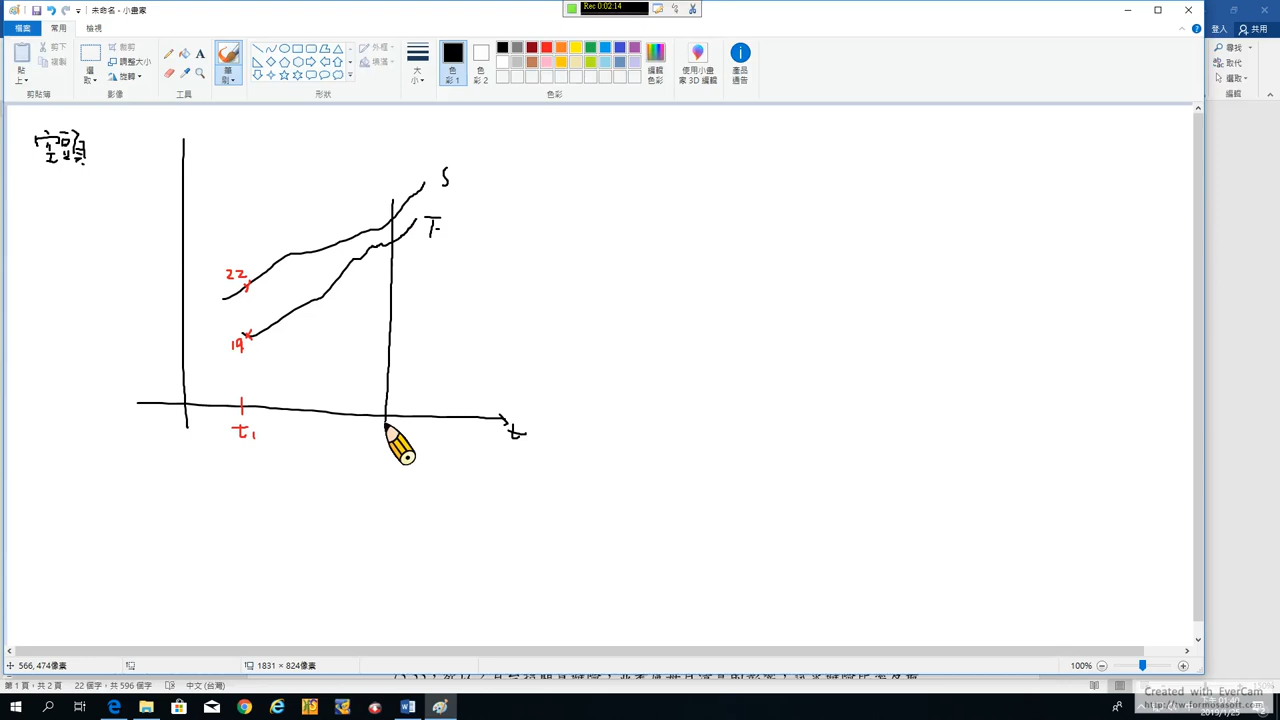 Rec 0:02:14
未命名 - 小畫家
檔案
常用
檢視
登入
共用
貼上
剪下
複製
剪貼簿
選取
裁剪
調整大小
旋轉
影像
工具
筆刷
外框
填滿
圖案
大小
色彩 1
色彩 2
編輯色彩
色彩
使用小畫家 3D 編輯
產品通告
尋找
取代
選取
編輯
S
F
22
19
t1
t
566, 474像素
1831 × 824像素
100%
第 1 頁，共 2 頁
22 個字，共 596 個字
中文 (台灣)
150%
Created with EverCam
http://tw.formosasoft.com